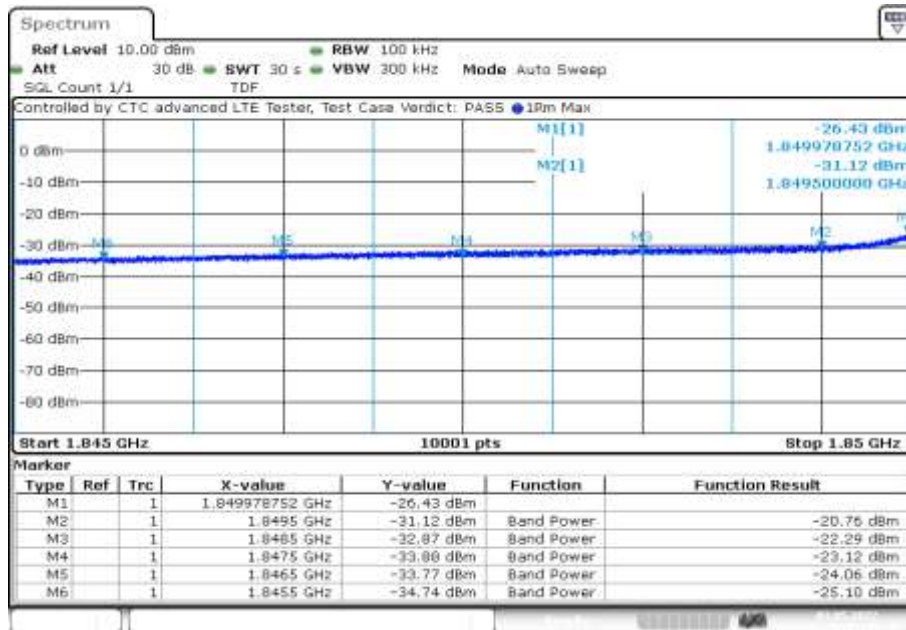 Spectrum
Ref Level 10.00 dBm RBW 100 kHz
Att 30 dB SWT 30 s VBW 300 kHz Mode Auto Sweep
SGL Count 1/1 TDF
Controlled by CTC advanced LTE Tester, Test Case Verdict: PASS 1Rm Max
M1[1] -26.43 dBm
1.849978752 GHz
0 dBm
M2[1] -31.12 dBm
1.849500000 GHz
-10 dBm
-20 dBm
-30 dBm M6 M5 M4 M3 M2
-40 dBm
-50 dBm
-60 dBm
-70 dBm
-80 dBm
Start 1.845 GHz 10001 pts Stop 1.85 GHz
Marker
Type Ref Trc X-value Y-value Function Function Result
M1 1 1.849978752 GHz -26.43 dBm
M2 1 1.8495 GHz -31.12 dBm Band Power -20.76 dBm
M3 1 1.8485 GHz -32.87 dBm Band Power -22.29 dBm
M4 1 1.8475 GHz -33.88 dBm Band Power -23.12 dBm
M5 1 1.8465 GHz -33.77 dBm Band Power -24.06 dBm
M6 1 1.8455 GHz -34.74 dBm Band Power -25.10 dBm